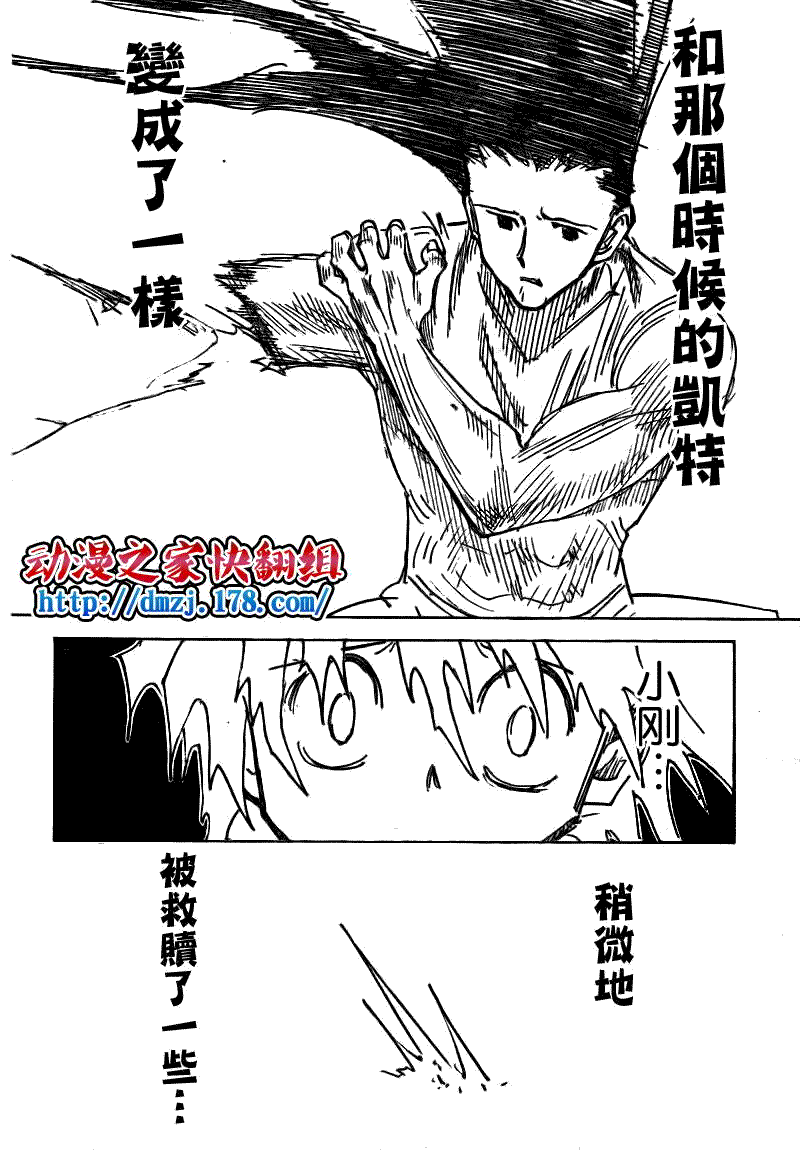 和那個時候的凱特
變成了一樣
动漫之家快翻组
http://dmzj.178.com/
小刚…
稍微地
被救贖了一些…